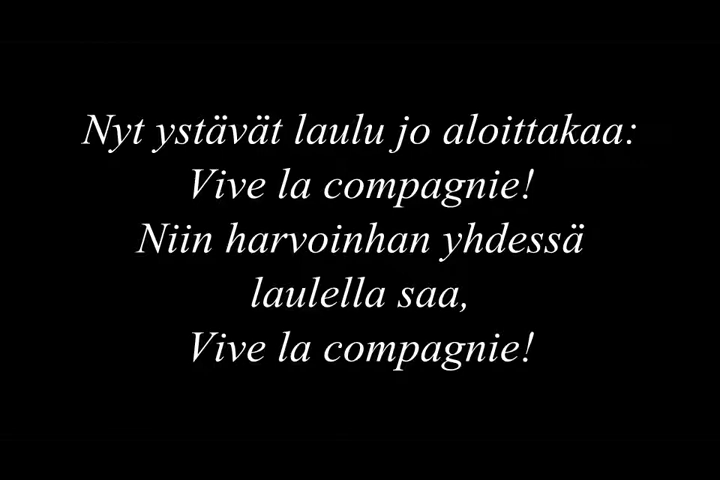 Nyt ystävät laulu jo aloittakaa:
Vive la compagnie!
Niin harvoinhan yhdessä
laulella saa,
Vive la compagnie!